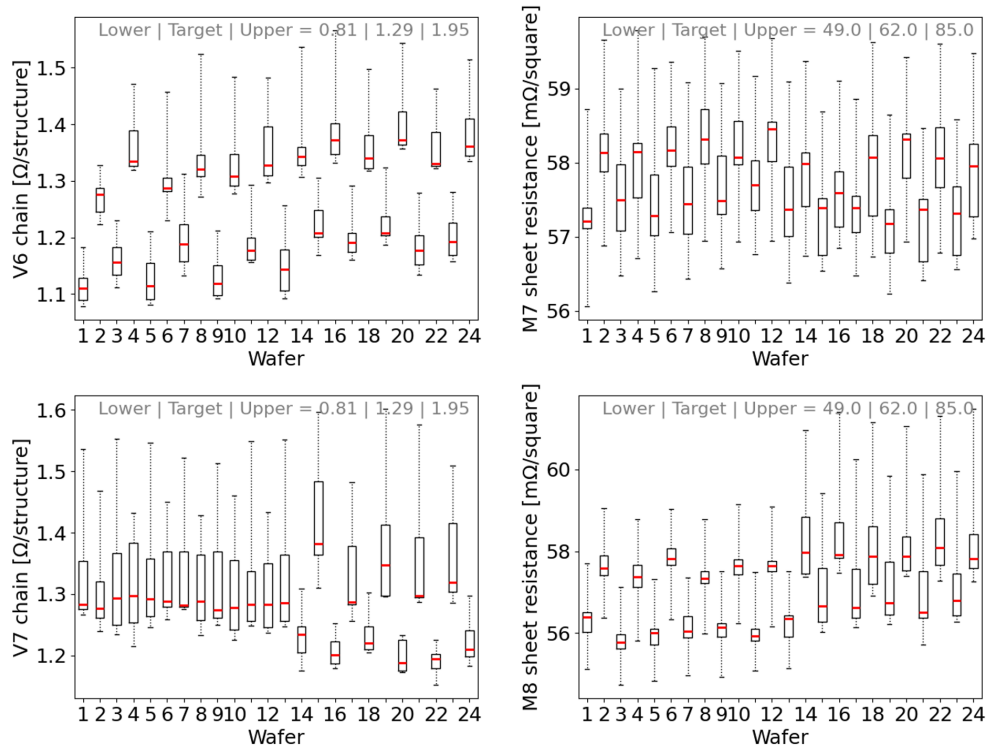 Lower | Target | Upper = 0.81 | 1.29 | 1.95
V6 chain [Ω/structure]
1.5
1.4
1.3
1.2
1.1
1 2 3 4 5 6 7 8 9 10 12 14 16 18 20 22 24
Wafer
Lower | Target | Upper = 49.0 | 62.0 | 85.0
M7 sheet resistance [mΩ/square]
59
58
57
56
1 2 3 4 5 6 7 8 9 10 12 14 16 18 20 22 24
Wafer
Lower | Target | Upper = 0.81 | 1.29 | 1.95
V7 chain [Ω/structure]
1.6
1.5
1.4
1.3
1.2
1 2 3 4 5 6 7 8 9 10 12 14 16 18 20 22 24
Wafer
Lower | Target | Upper = 49.0 | 62.0 | 85.0
M8 sheet resistance [mΩ/square]
60
58
56
1 2 3 4 5 6 7 8 9 10 12 14 16 18 20 22 24
Wafer